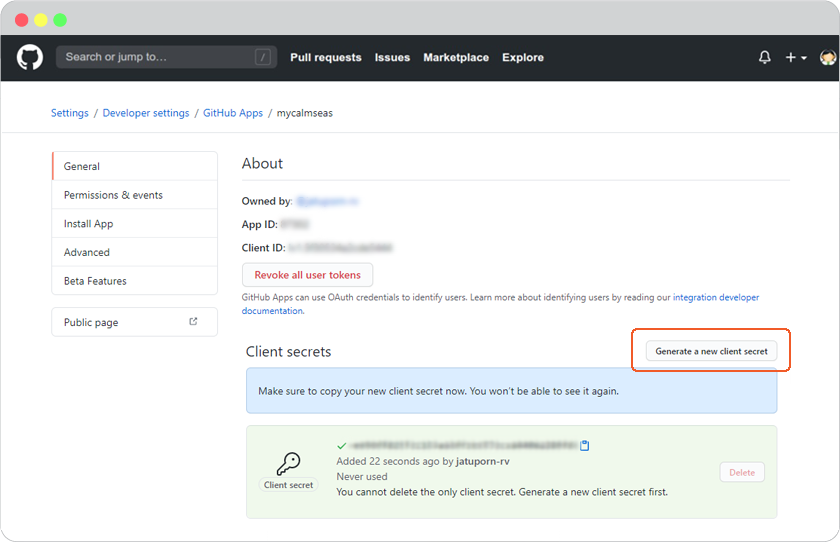 Search or jump to…
/
Pull requests
Issues
Marketplace
Explore
Settings / Developer settings / GitHub Apps / mycalmseas
General
Permissions & events
Install App
Advanced
Beta Features
Public page
About
Owned by:
App ID:
Client ID:
Revoke all user tokens
GitHub Apps can use OAuth credentials to identify users. Learn more about identifying users by reading our integration developer
documentation.
Client secrets
Generate a new client secret
Make sure to copy your new client secret now. You won't be able to see it again.
Client secret
Added 22 seconds ago by jatuporn-rv
Never used
You cannot delete the only client secret. Generate a new client secret first.
Delete